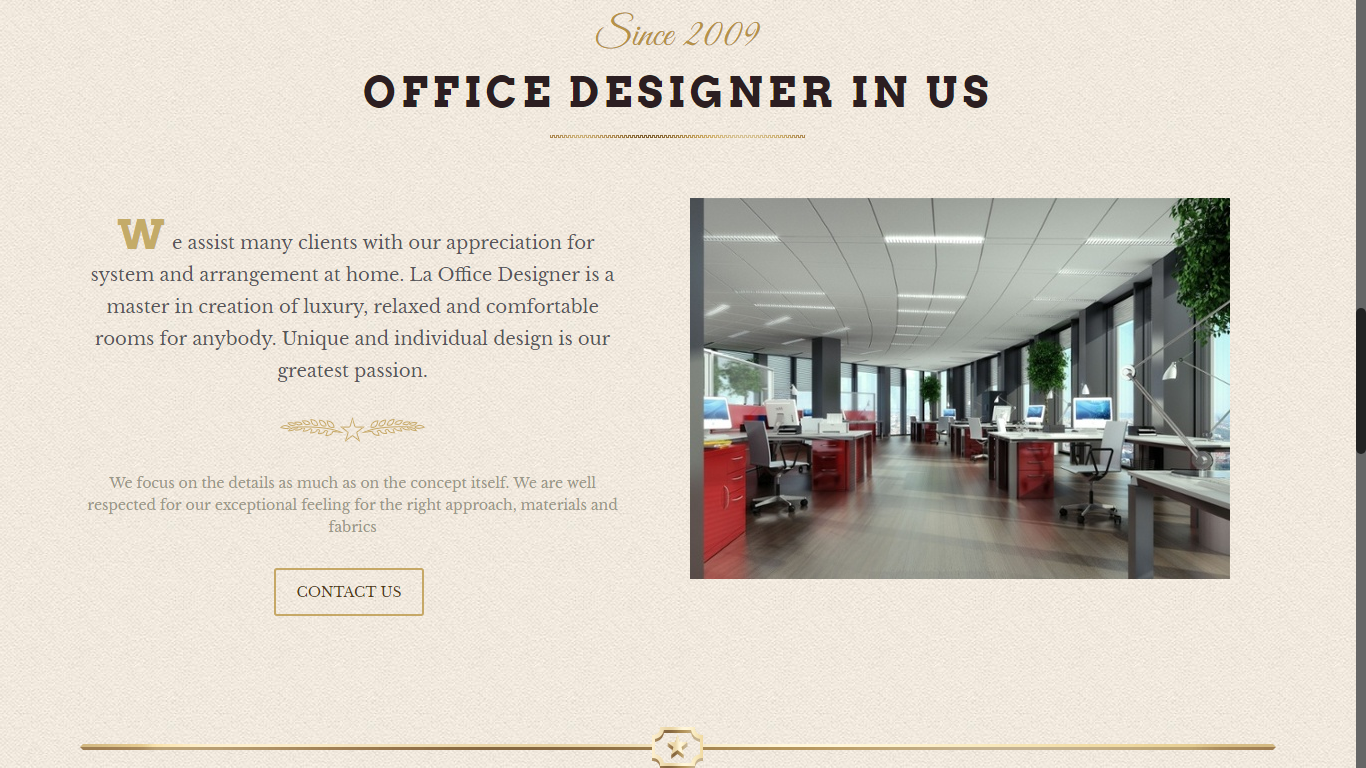 Since 2009
OFFICE DESIGNER IN US
We assist many clients with our appreciation for
system and arrangement at home. La Office Designer is a
master in creation of luxury, relaxed and comfortable
rooms for anybody. Unique and individual design is our
greatest passion.
We focus on the details as much as on the concept itself. We are well
respected for our exceptional feeling for the right approach, materials and
fabrics
CONTACT US